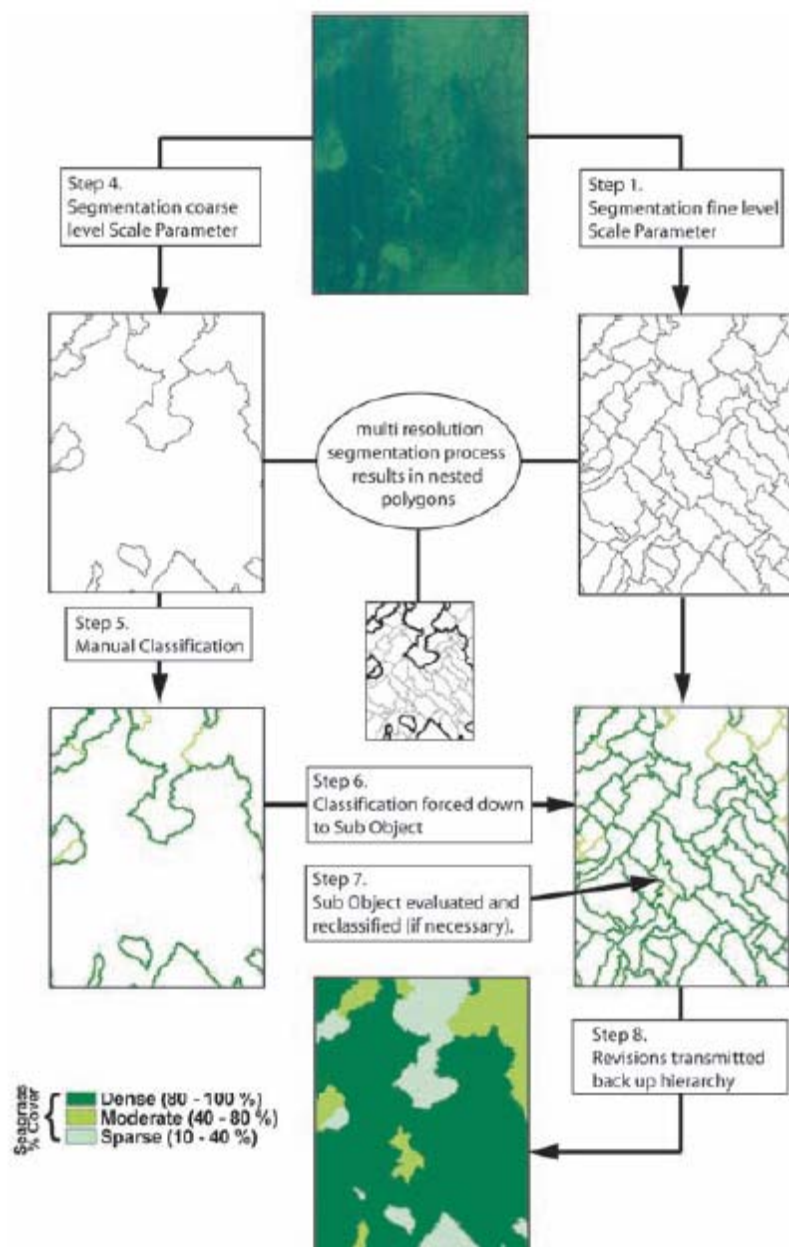 Step 4.
Segmentation coarse
level Scale Parameter
Step 1.
Segmentation fine level
Scale Parameter
multi resolution
segmentation process
results in nested
polygons
Step 5.
Manual Classification
Step 6.
Classification forced down
to Sub Object
Step 7.
Sub Object evaluated and
reclassified (if necessary).
Step 8.
Revisions transmitted
back up hierarchy
Seagrass
% Cover
Dense (80 - 100 %)
Moderate (40 - 80 %)
Sparse (10 - 40 %)